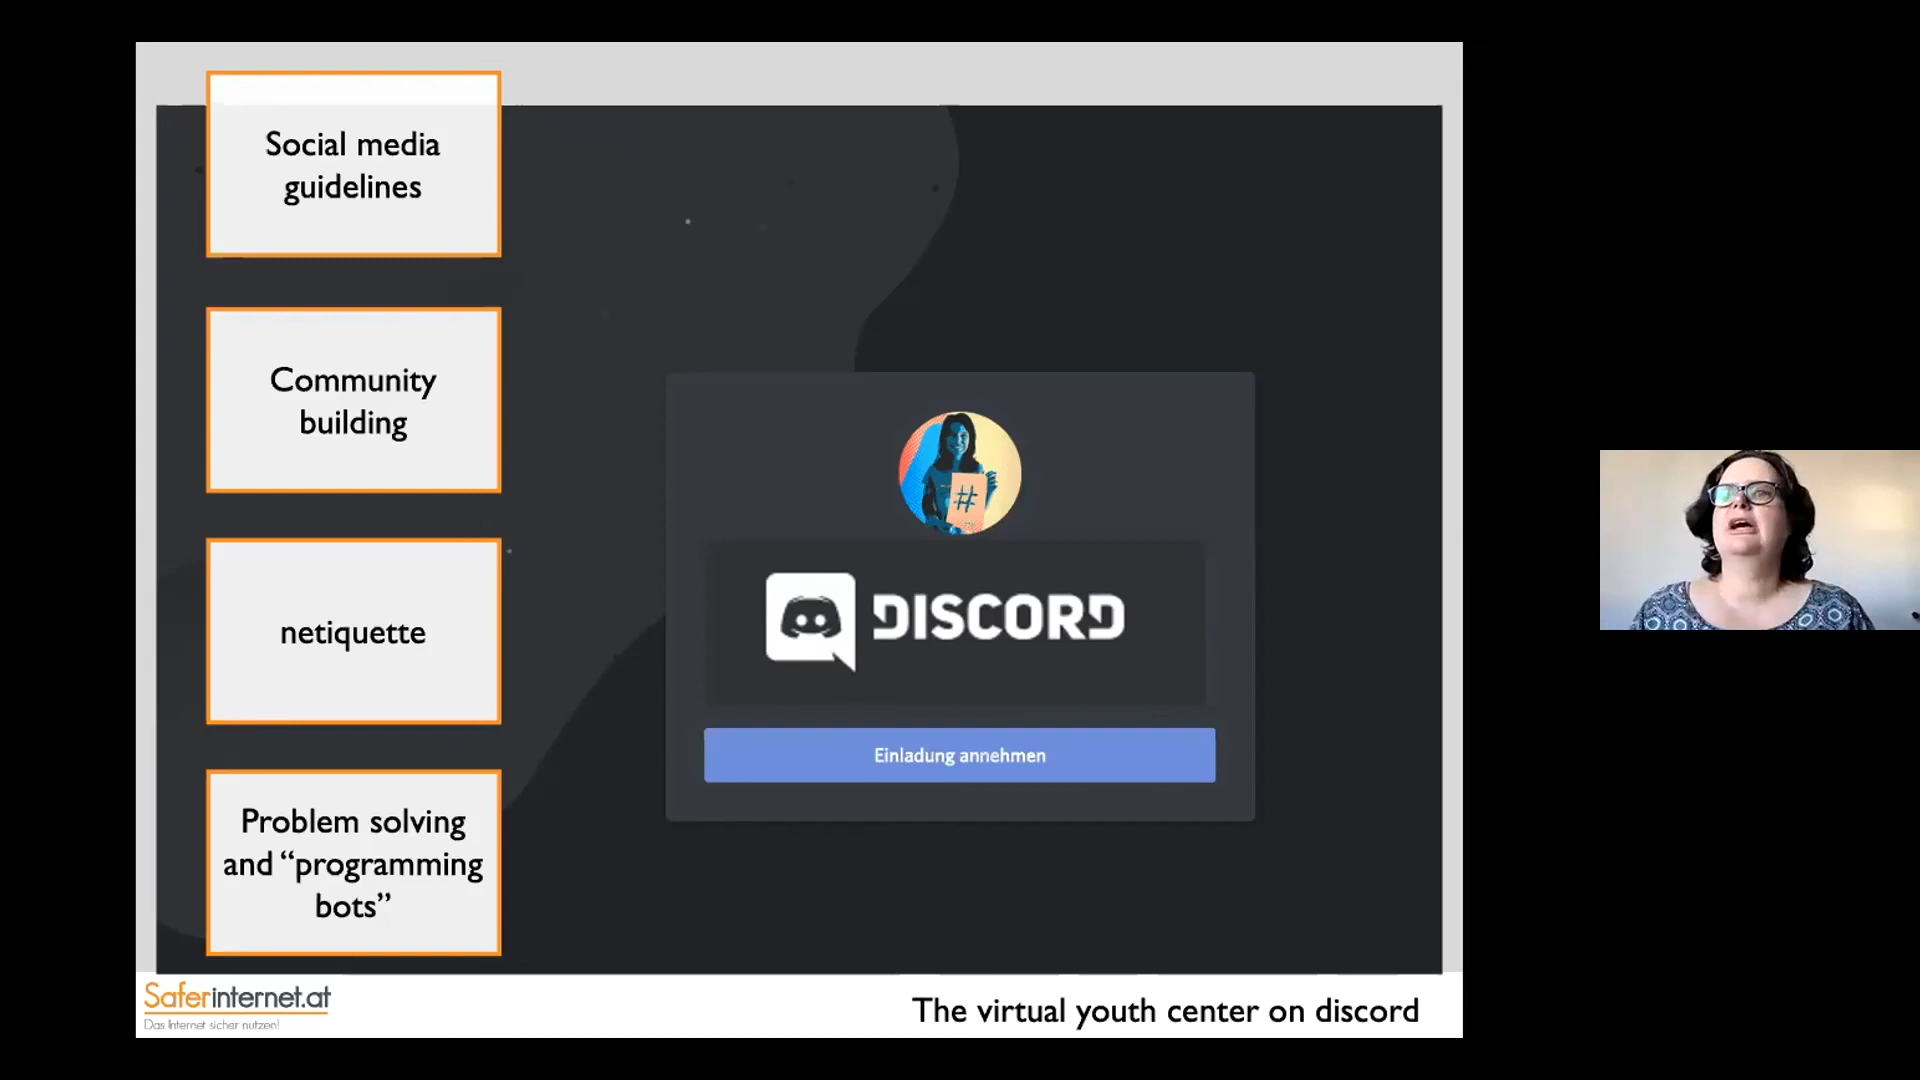 Social media
guidelines
Community
building
netiquette
Problem solving
and “programming
bots”
#
DISCORD
Einladung annehmen
Saferinternet.at
Das Internet sicher nutzen!
The virtual youth center on discord